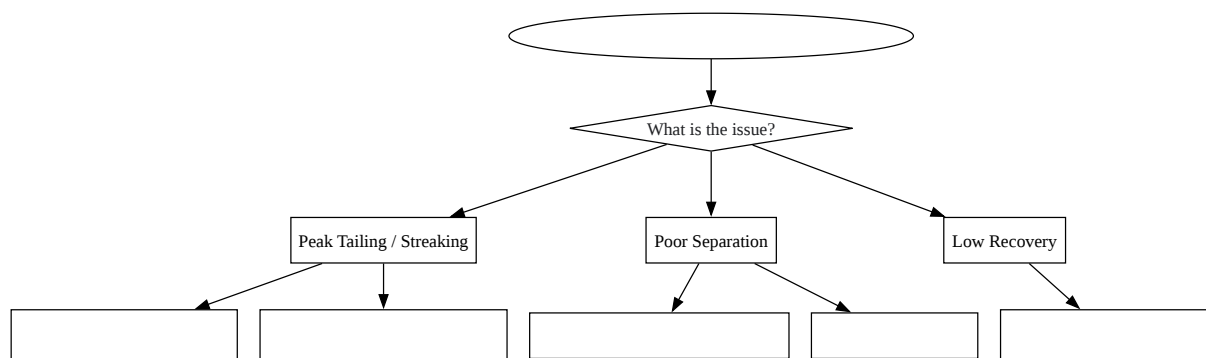 What is the issue?
Peak Tailing / Streaking
Poor Separation
Low Recovery